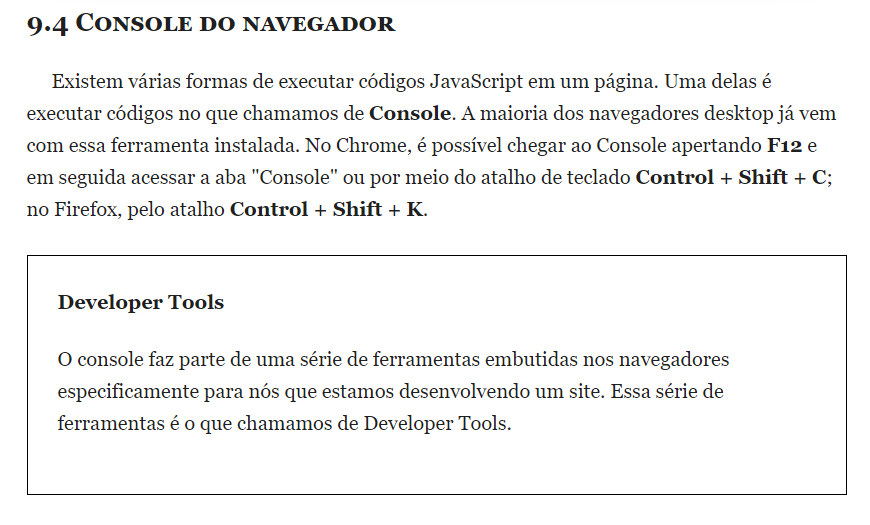 9.4 Console do navegador
Existem várias formas de executar códigos JavaScript em um página. Uma delas é
executar códigos no que chamamos de Console. A maioria dos navegadores desktop já vem
com essa ferramenta instalada. No Chrome, é possível chegar ao Console apertando F12 e
em seguida acessar a aba "Console" ou por meio do atalho de teclado Control + Shift + C;
no Firefox, pelo atalho Control + Shift + K.
Developer Tools
O console faz parte de uma série de ferramentas embutidas nos navegadores
especificamente para nós que estamos desenvolvendo um site. Essa série de
ferramentas é o que chamamos de Developer Tools.